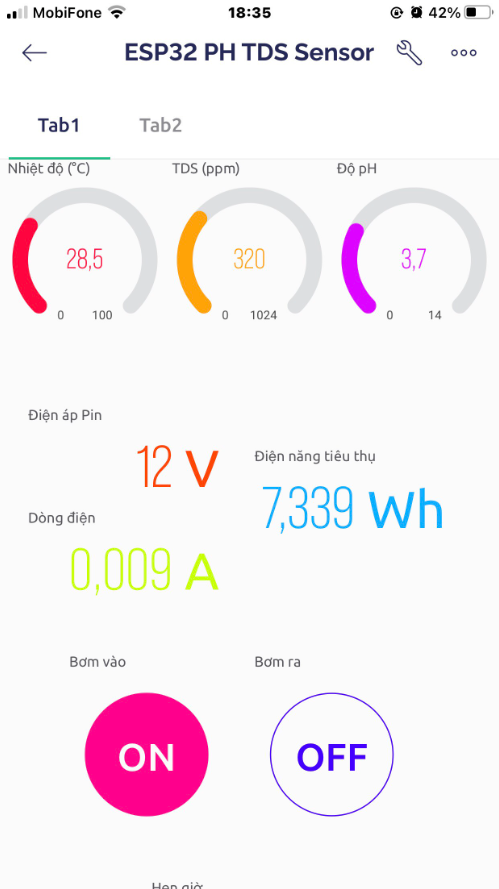 MobiFone 18:35 42%
ESP32 PH TDS Sensor
Tab1 Tab2
Nhiệt độ (°C) TDS (ppm) Độ pH
28,5 320 3,7
0 100 0 1024 0 14
Điện áp Pin
12 V
Điện năng tiêu thụ
7,339 Wh
Dòng điện
0,009 A
Bơm vào Bơm ra
ON OFF
Hẹn giờ